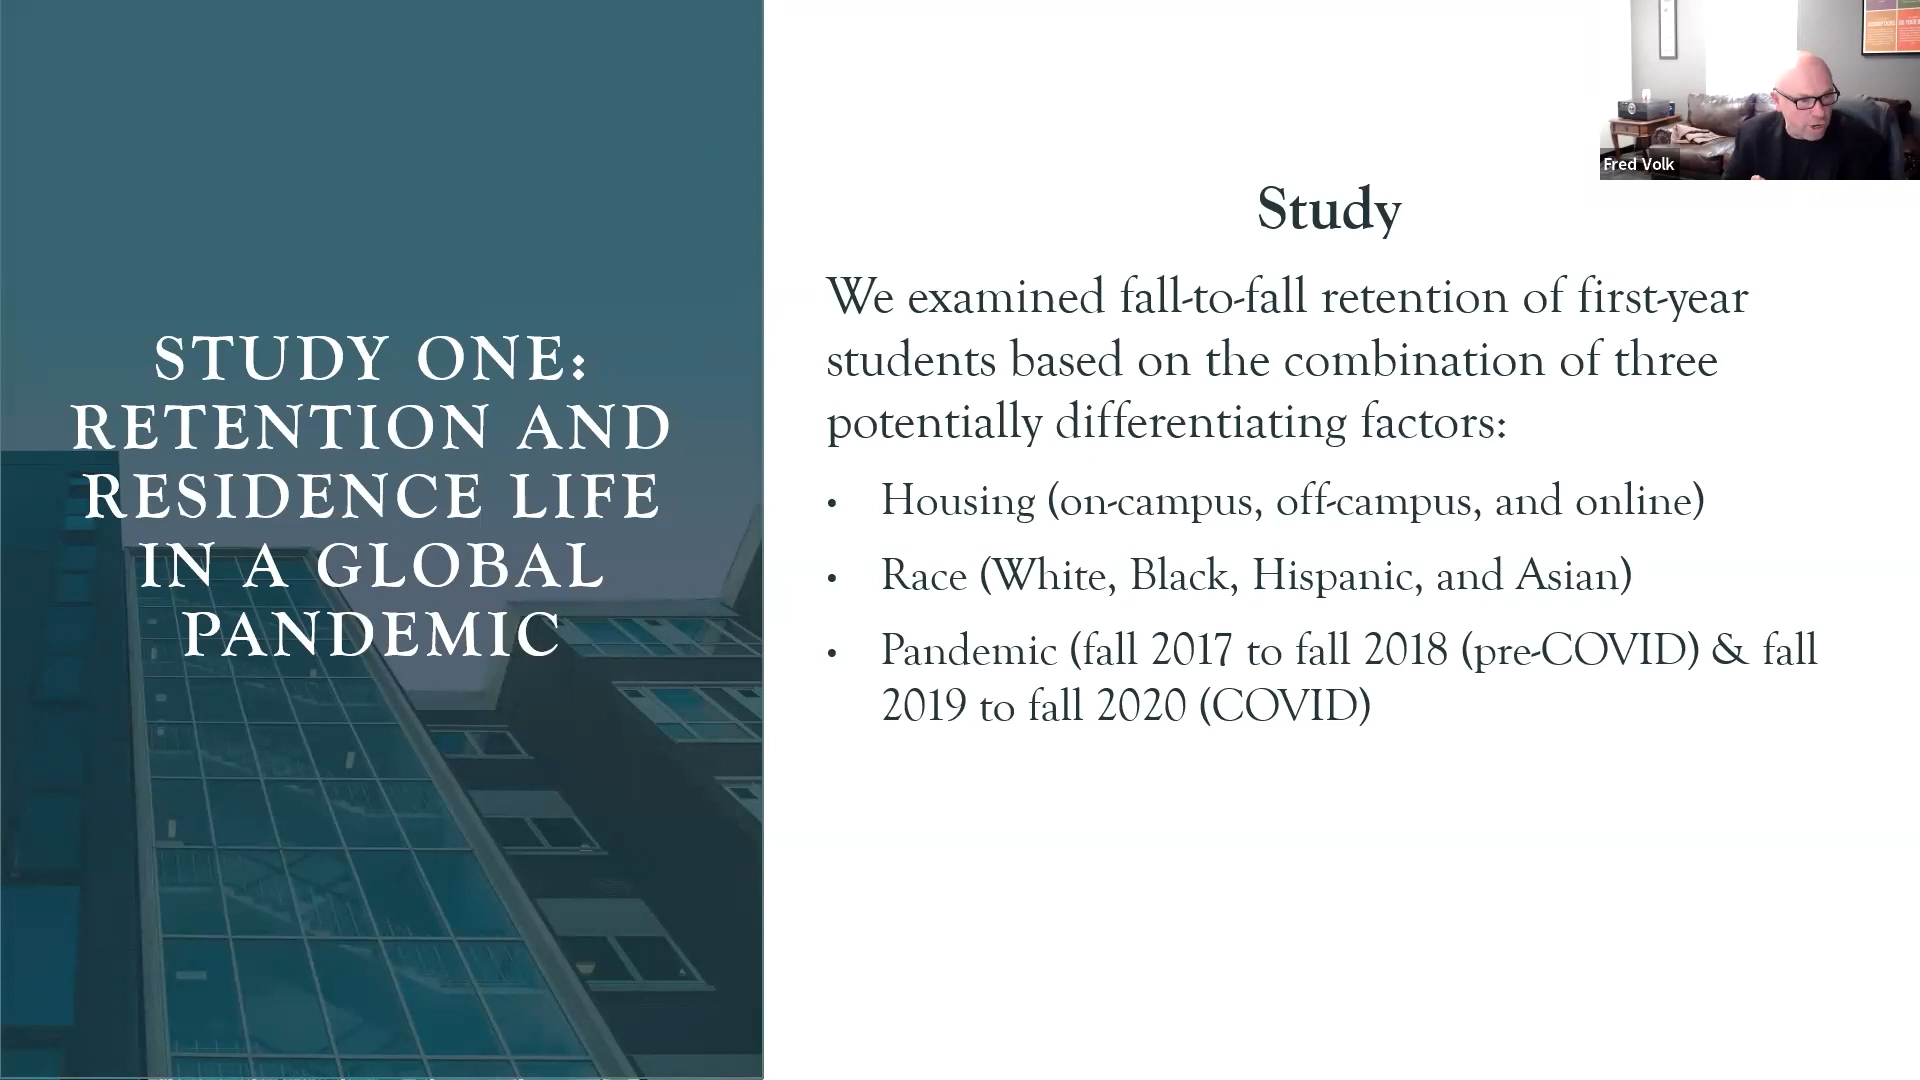 STUDY ONE:
RETENTION AND
RESIDENCE LIFE
IN A GLOBAL
PANDEMIC
Study
We examined fall-to-fall retention of first-year
students based on the combination of three
potentially differentiating factors:
• Housing (on-campus, off-campus, and online)
• Race (White, Black, Hispanic, and Asian)
• Pandemic (fall 2017 to fall 2018 (pre-COVID) & fall
2019 to fall 2020 (COVID)
Fred Volk